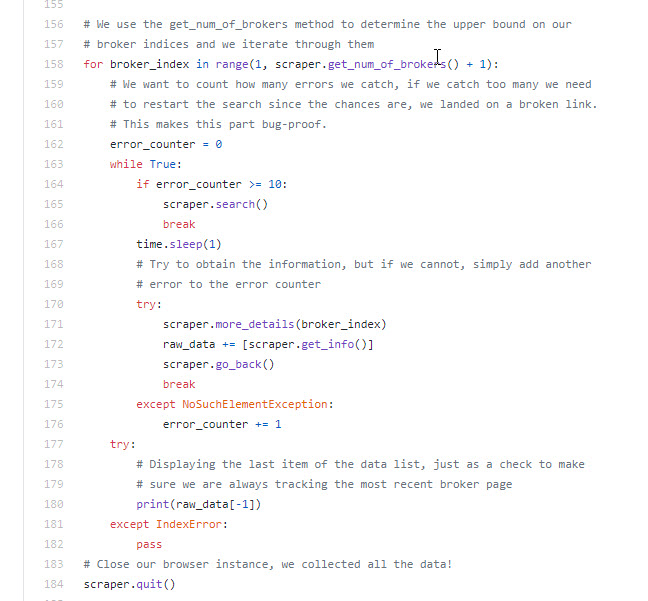 155
156 # We use the get_num_of_brokers method to determine the upper bound on our
157 # broker indices and we iterate through them
158 for broker_index in range(1, scraper.get_num_of_brokers() + 1):
159     # We want to count how many errors we catch, if we catch too many we need
160     # to restart the search since the chances are, we landed on a broken link.
161     # This makes this part bug-proof.
162     error_counter = 0
163     while True:
164         if error_counter >= 10:
165             scraper.search()
166             break
167         time.sleep(1)
168         # Try to obtain the information, but if we cannot, simply add another
169         # error to the error counter
170         try:
171             scraper.more_details(broker_index)
172             raw_data += [scraper.get_info()]
173             scraper.go_back()
174             break
175         except NoSuchElementException:
176             error_counter += 1
177     try:
178         # Displaying the last item of the data list, just as a check to make
179         # sure we are always tracking the most recent broker page
180         print(raw_data[-1])
181     except IndexError:
182         pass
183 # Close our browser instance, we collected all the data!
184 scraper.quit()